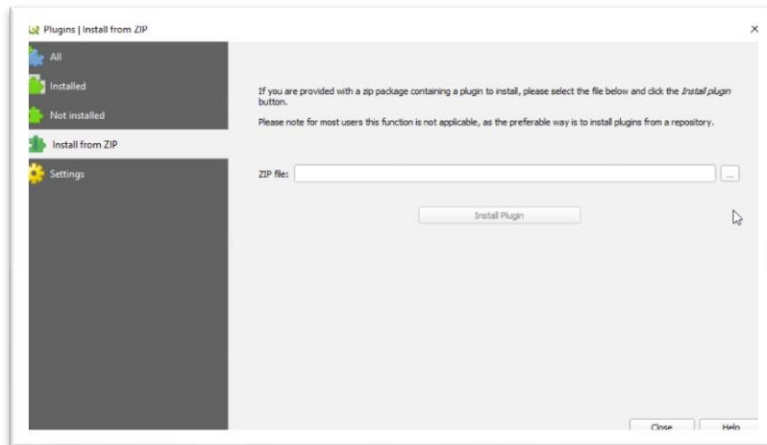 Plugins | Install from ZIP
All
Installed
Not installed
Install from ZIP
Settings
If you are provided with a zip package containing a plugin to install, please select the file below and click the Install plugin
button.
Please note for most users this function is not applicable, as the preferable way is to install plugins from a repository.
ZIP file:
...
Install Plugin
Close
Help